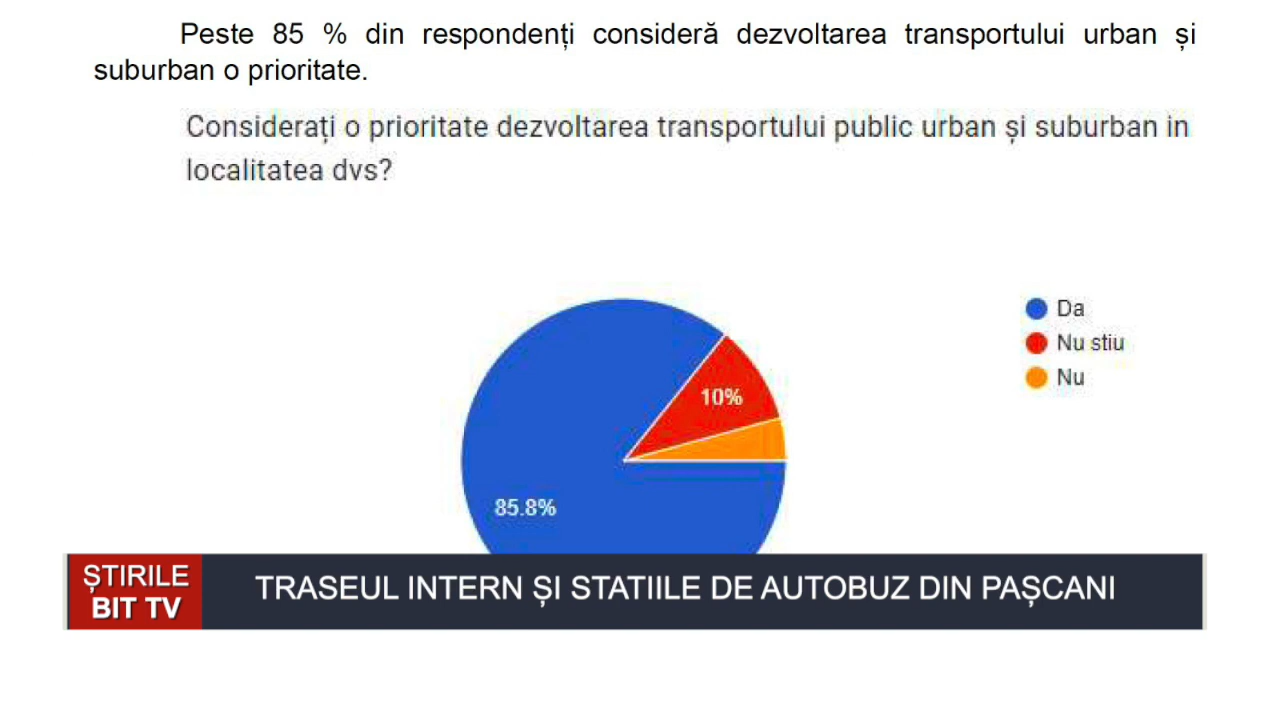 Peste 85 % din respondenți consideră dezvoltarea transportului urban și
suburban o prioritate.
Considerați o prioritate dezvoltarea transportului public urban și suburban in
localitatea dvs?
Da
Nu stiu
Nu
10%
85.8%
ȘTIRILE
BIT TV
TRASEUL INTERN ȘI STATIILE DE AUTOBUZ DIN PAȘCANI